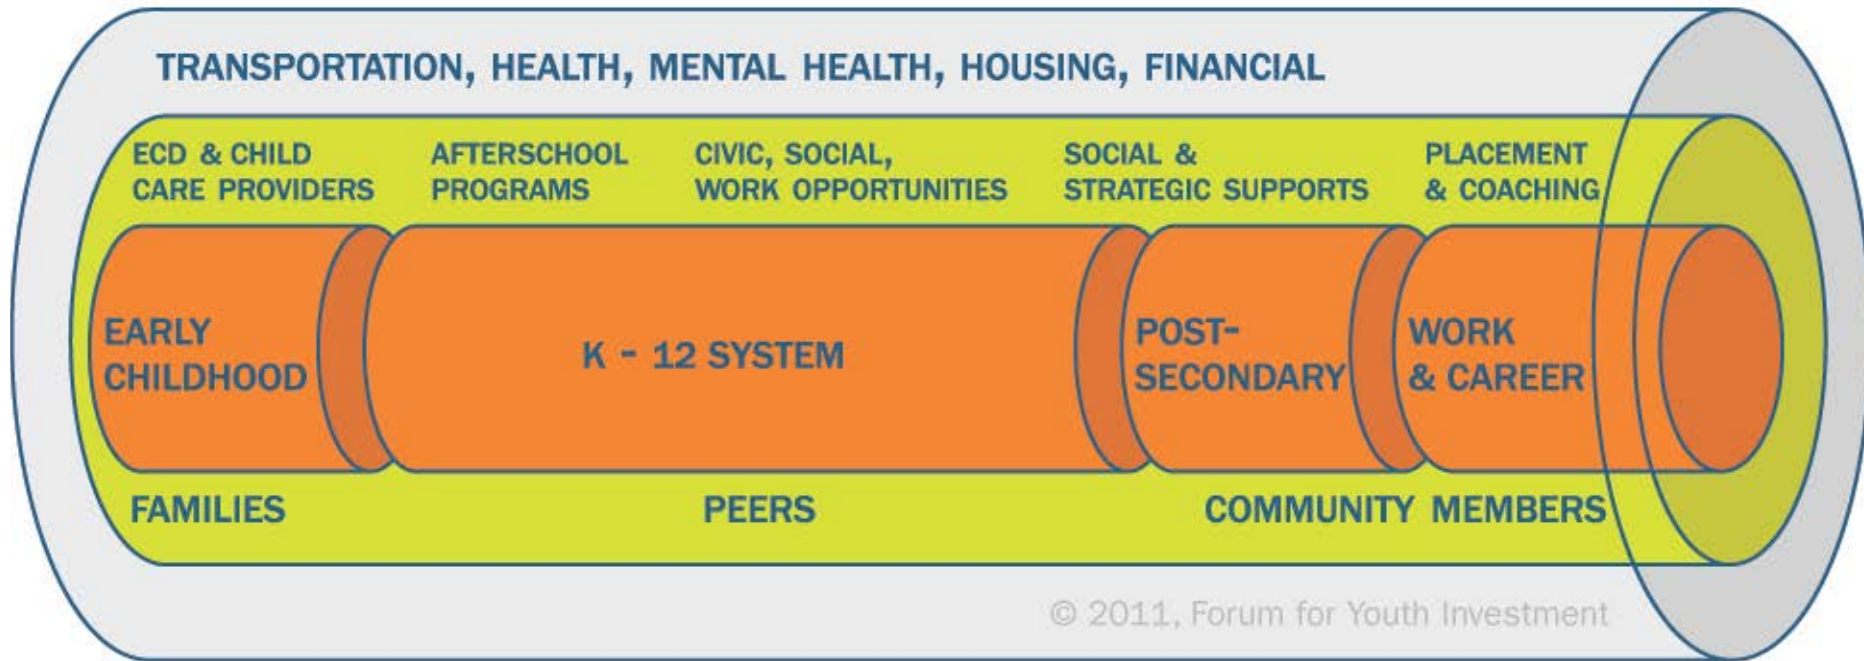 TRANSPORTATION, HEALTH, MENTAL HEALTH, HOUSING, FINANCIAL
ECD & CHILD
CARE PROVIDERS
AFTERSCHOOL
PROGRAMS
CIVIC, SOCIAL,
WORK OPPORTUNITIES
SOCIAL &
STRATEGIC SUPPORTS
PLACEMENT
& COACHING
EARLY
CHILDHOOD
K - 12 SYSTEM
POST-
SECONDARY
WORK
& CAREER
FAMILIES
PEERS
COMMUNITY MEMBERS
© 2011, Forum for Youth Investment